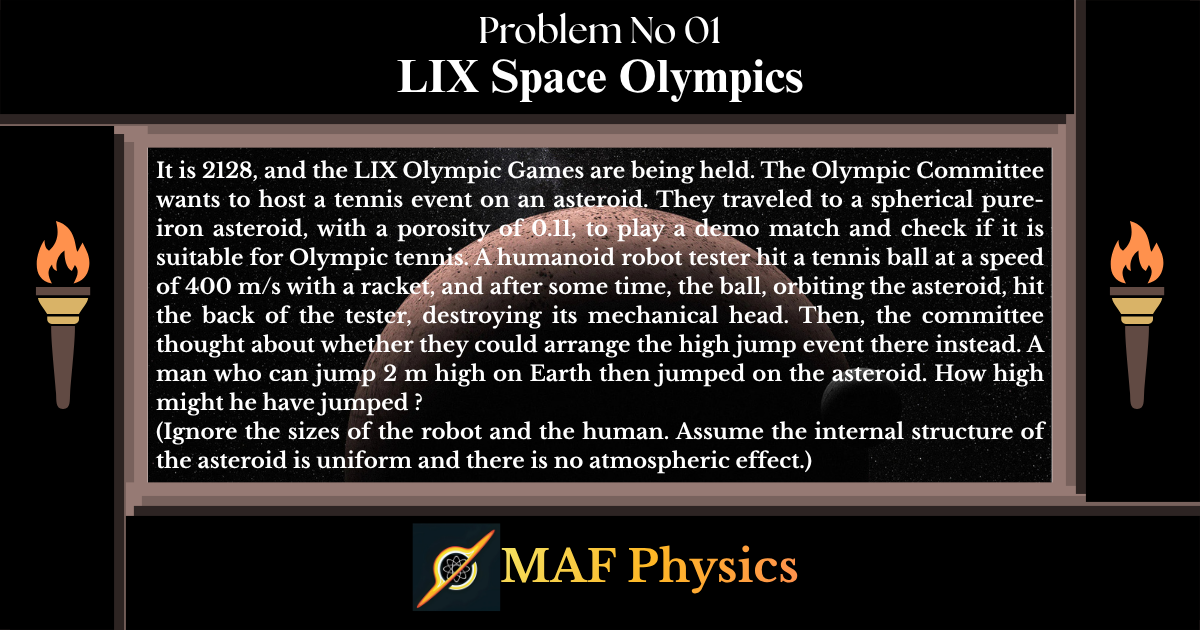 Problem No 01
LIX Space Olympics
It is 2128, and the LIX Olympic Games are being held. The Olympic Committee
wants to host a tennis event on an asteroid. They traveled to a spherical pure-
iron asteroid, with a porosity of 0.11, to play a demo match and check if it is
suitable for Olympic tennis. A humanoid robot tester hit a tennis ball at a speed
of 400 m/s with a racket, and after some time, the ball, orbiting the asteroid, hit
the back of the tester, destroying its mechanical head. Then, the committee
thought about whether they could arrange the high jump event there instead. A
man who can jump 2 m high on Earth then jumped on the asteroid. How high
might he have jumped ?
(Ignore the sizes of the robot and the human. Assume the internal structure of
the asteroid is uniform and there is no atmospheric effect.)
MAF Physics